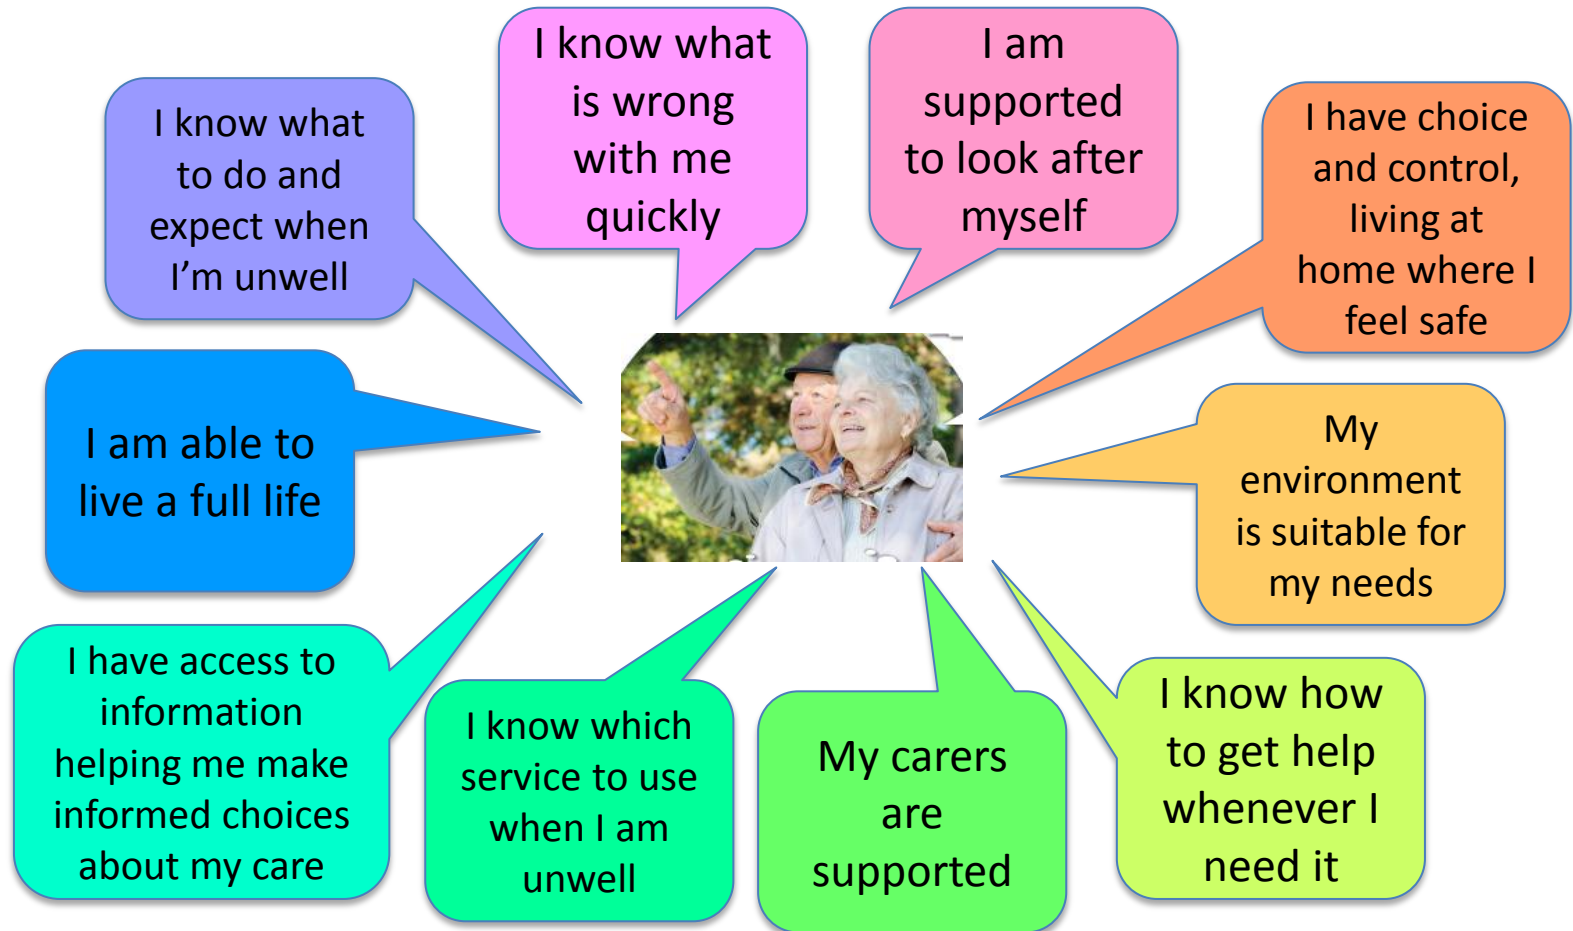 I know what
is wrong
with me
quickly
I am
supported
to look after
myself
I know what
to do and
expect when
I'm unwell
I have choice
and control,
living at
home where I
feel safe
I am able to
live a full life
My
environment
is suitable for
my needs
I have access to
information
helping me make
informed choices
about my care
I know which
service to use
when I am
unwell
My carers
are
supported
I know how
to get help
whenever I
need it